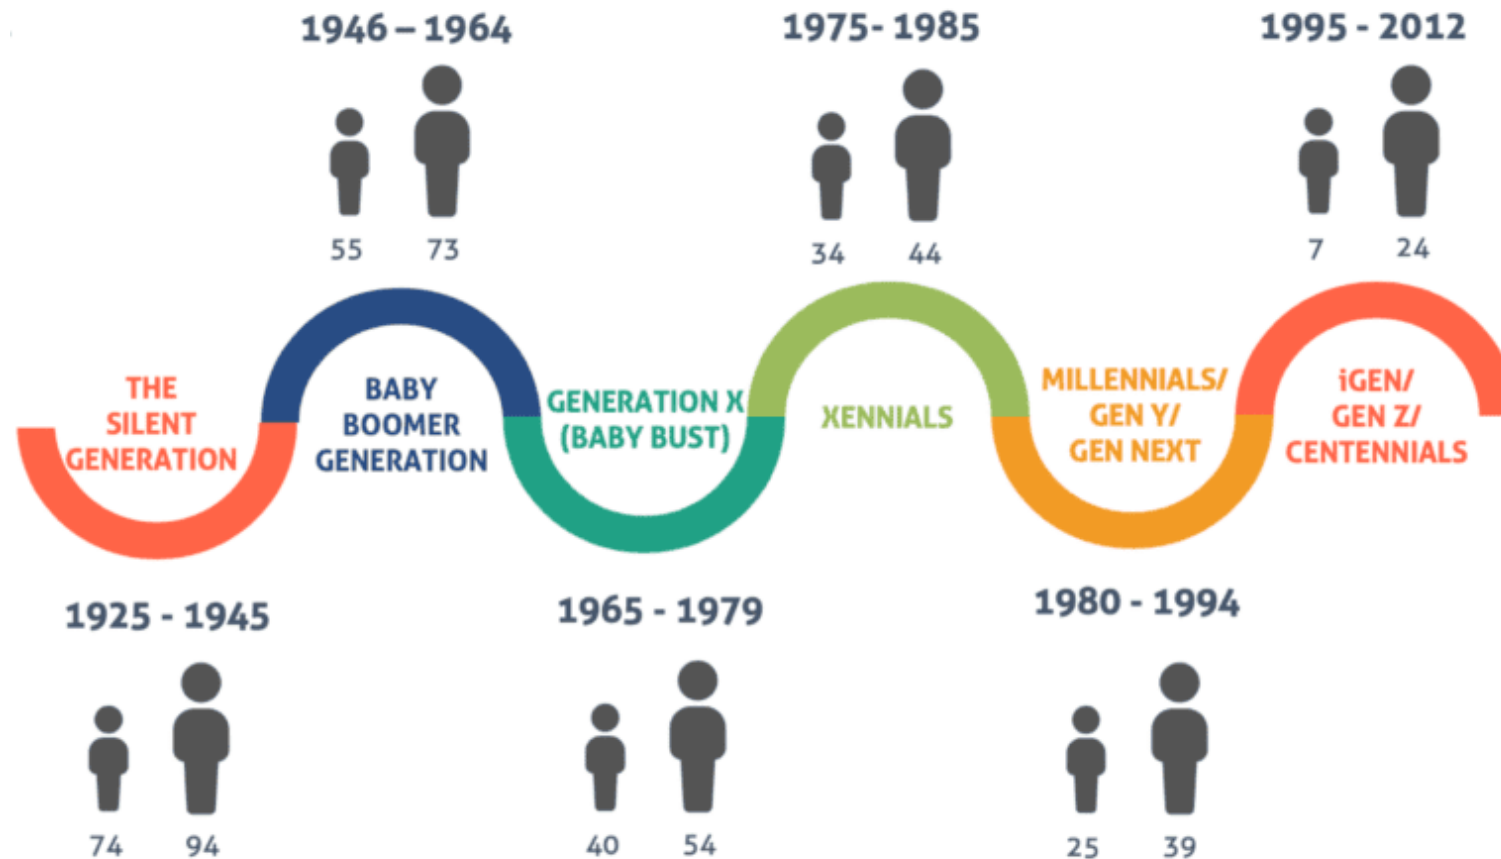 1946 – 1964
1975- 1985
1995 - 2012
55 73
34 44
7 24
THE
SILENT
GENERATION
BABY
BOOMER
GENERATION
GENERATION X
(BABY BUST)
XENNIALS
MILLENNIALS/
GEN Y/
GEN NEXT
iGEN/
GEN Z/
CENTENNIALS
1925 - 1945
1965 - 1979
1980 - 1994
74 94
40 54
25 39